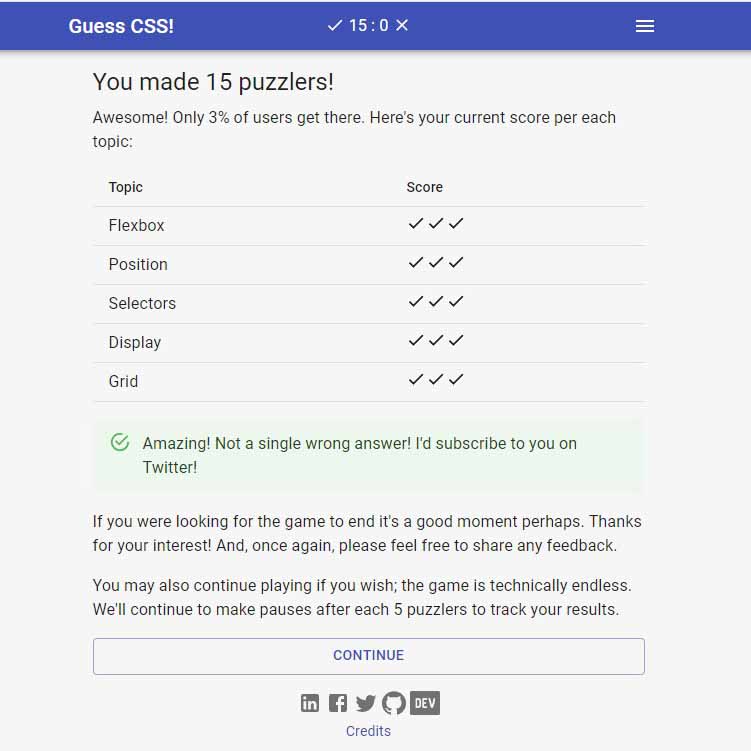 Guess CSS!
15 : 0
You made 15 puzzlers!
Awesome! Only 3% of users get there. Here's your current score per each
topic:
Topic Score
Flexbox
Position
Selectors
Display
Grid
Amazing! Not a single wrong answer! I'd subscribe to you on
Twitter!
If you were looking for the game to end it's a good moment perhaps. Thanks
for your interest! And, once again, please feel free to share any feedback.
You may also continue playing if you wish; the game is technically endless.
We'll continue to make pauses after each 5 puzzlers to track your results.
CONTINUE
in DEV
Credits